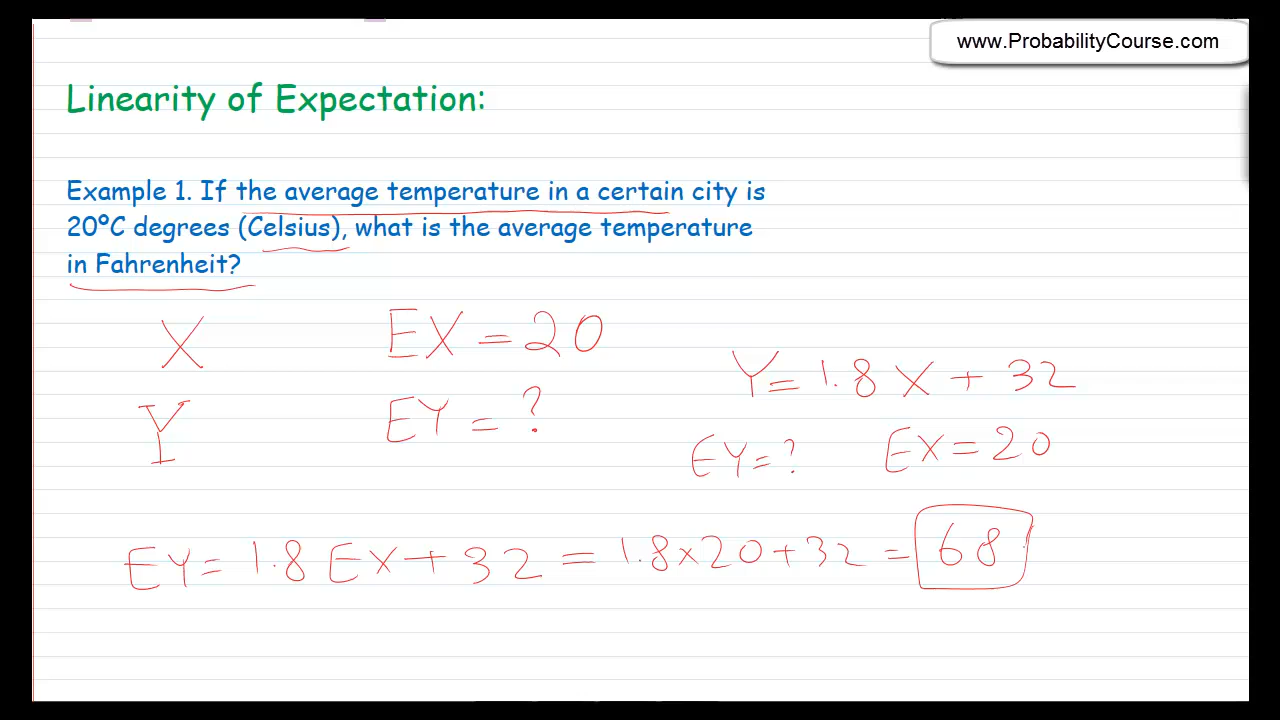 www.ProbabilityCourse.com
Linearity of Expectation:
Example 1. If the average temperature in a certain city is
20ºC degrees (Celsius), what is the average temperature
in Fahrenheit?
X EX = 20
Y = 1.8 X + 32
Y EY = ?
EY = ? EX = 20
EY = 1.8 EX + 32 = 1.8 x 20 + 32 = 68